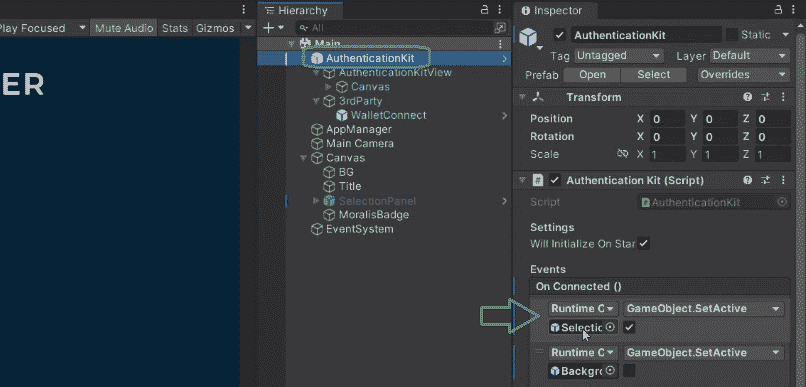 Play Focused Mute Audio Stats Gizmos
ER
Hierarchy
All
Main
AuthenticationKit
AuthenticationKitView
Canvas
3rdParty
WalletConnect
AppManager
Main Camera
Canvas
BG
Title
SelectionPanel
MoralisBadge
EventSystem
Inspector
AuthenticationKit Static
Tag Untagged Layer Default
Prefab Open Select Overrides
Transform
Position X 0 Y 0 Z 0
Rotation X 0 Y 0 Z 0
Scale X 1 Y 1 Z 1
# Authentication Kit (Script)
Script AuthenticationKit
Settings
Will Initialize On Star
Events
On Connected ()
Runtime C GameObject.SetActive
Selectic
Runtime C GameObject.SetActive
Backgro